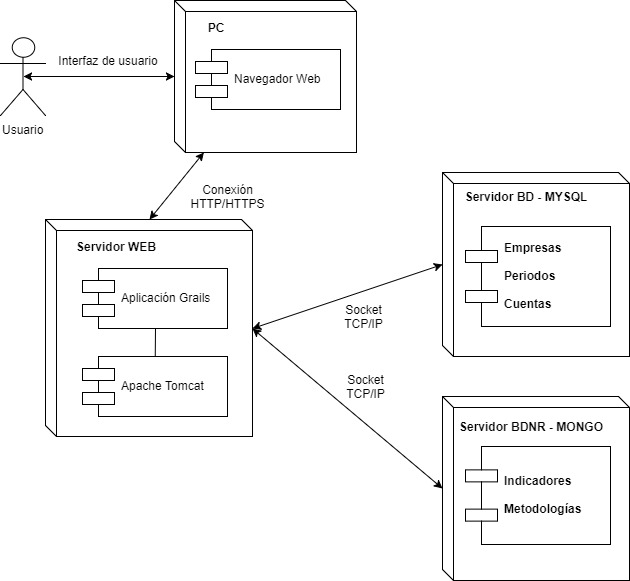 PC
Interfaz de usuario
Navegador Web
Usuario
Conexión
HTTP/HTTPS
Servidor WEB
Aplicación Grails
Apache Tomcat
Socket
TCP/IP
Servidor BD - MYSQL
Empresas
Periodos
Cuentas
Socket
TCP/IP
Servidor BDNR - MONGO
Indicadores
Metodologías